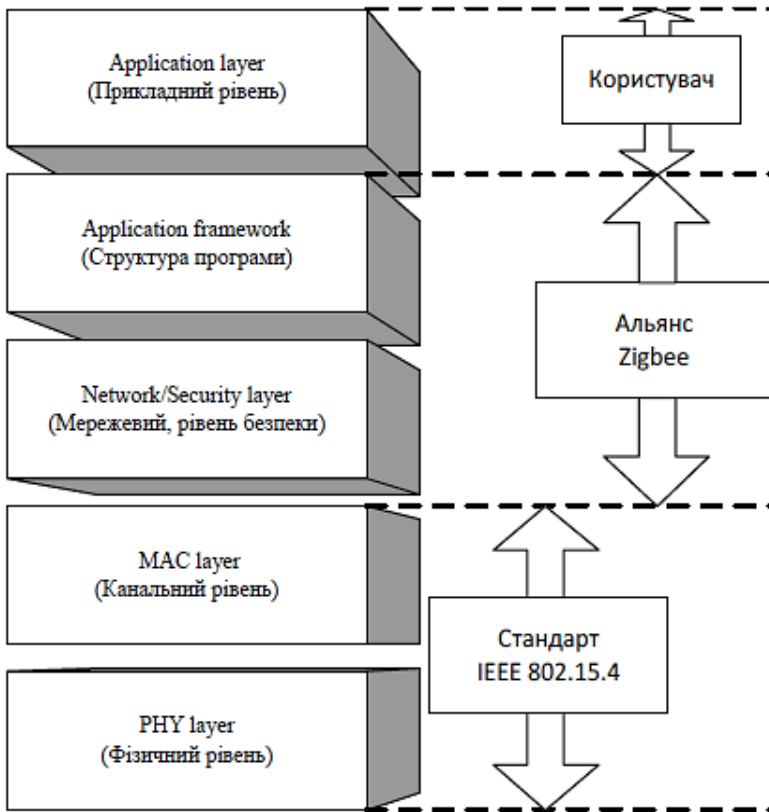 Application layer
(Прикладний рівень)
Користувач
Application framework
(Структура програми)
Альянс
Zigbee
Network/Security layer
(Мережевий, рівень безпеки)
MAC layer
(Канальний рівень)
Стандарт
IEEE 802.15.4
PHY layer
(Фізичний рівень)